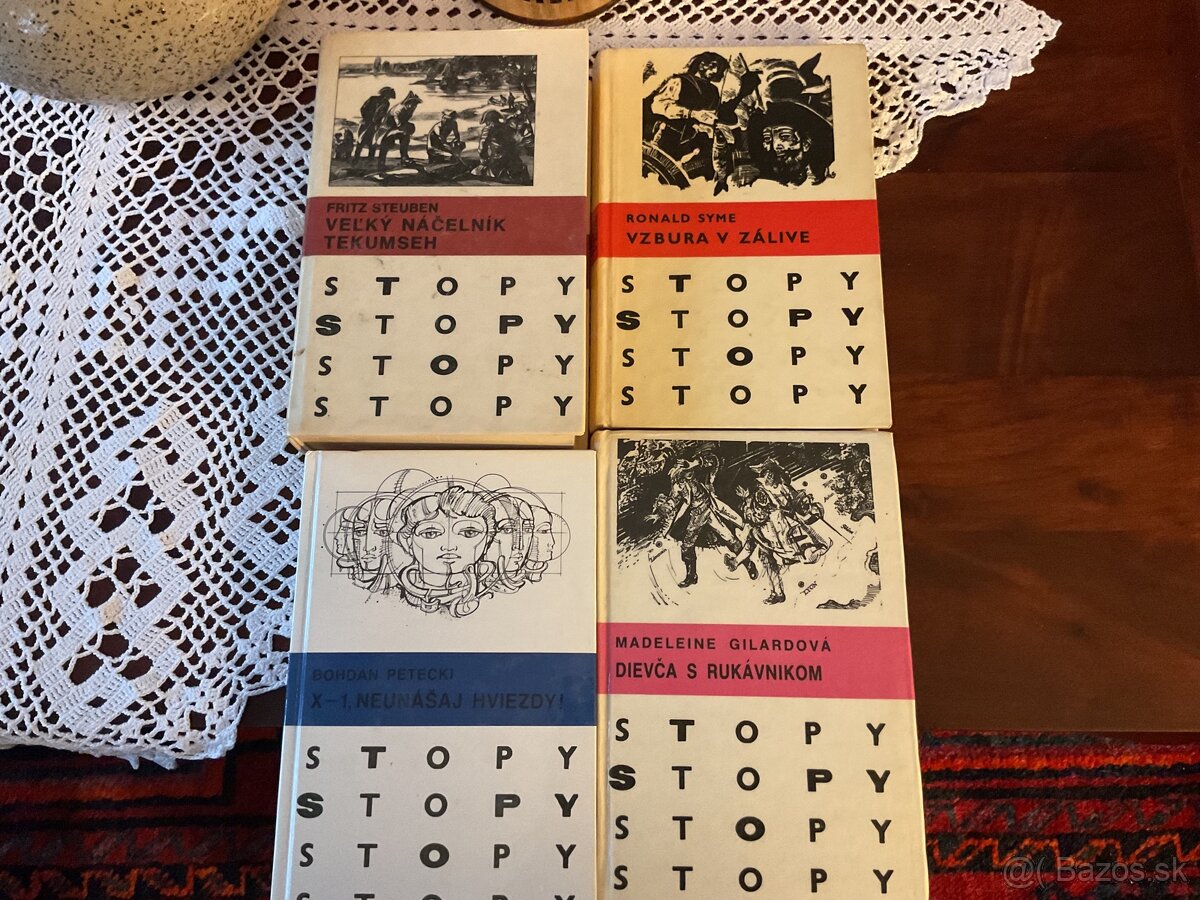 FRITZ STEUBEN
VEĽKÝ NÁČELNÍK
TEKUMSEH
S T O P Y
S T O P Y
S T O P Y
S T O P Y
RONALD SYME
VZBURA V ZÁLIVE
S T O P Y
S T O P Y
S T O P Y
S T O P Y
BOHDAN PETECKI
X-1, NEUNÁŠAJ HVIEZDY!
S T O P Y
S T O P Y
S T O P Y
S T O P Y
MADELEINE GILARDOVÁ
DIEVČA S RUKÁVNIKOM
S T O P Y
S T O P Y
S T O P Y
S T O P Y
@( Bazos.sk